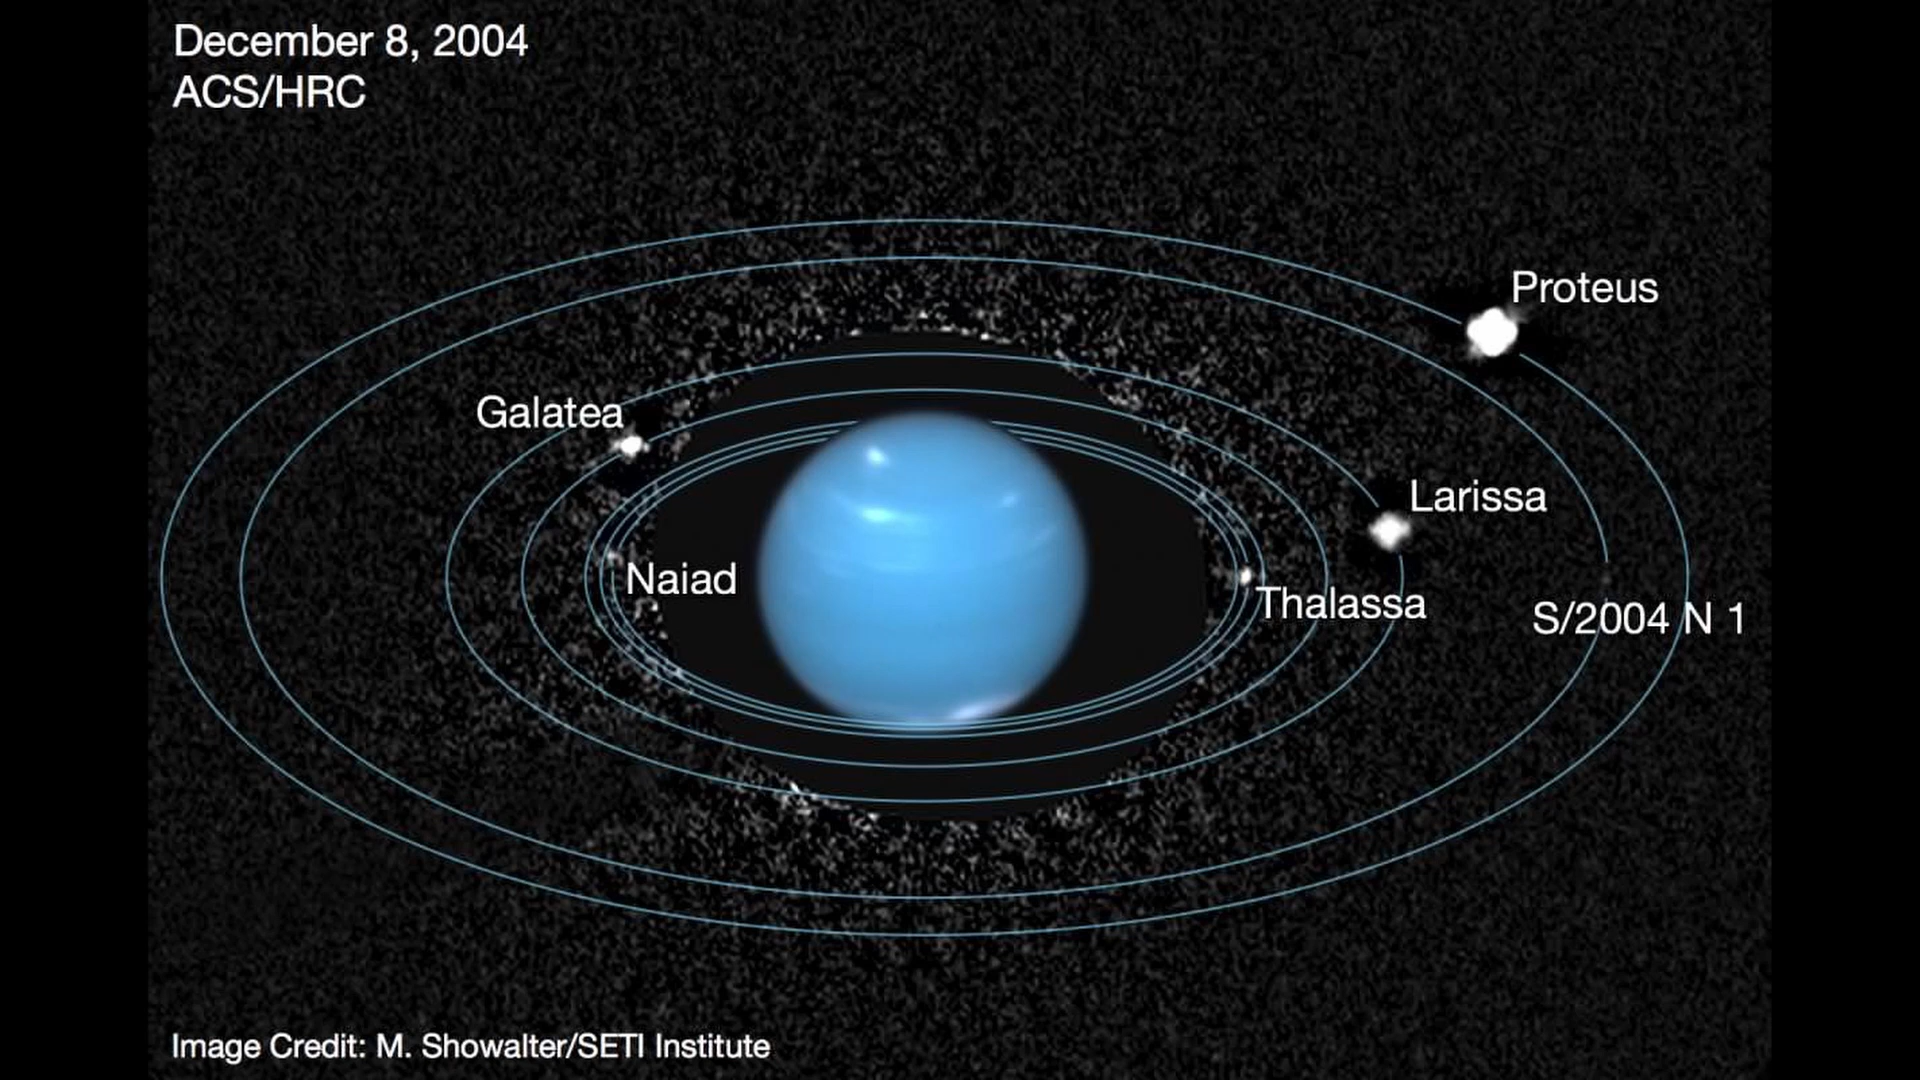 December 8, 2004
ACS/HRC
Proteus
Galatea
Larissa
Naiad
Thalassa
S/2004 N 1
Image Credit: M. Showalter/SETI Institute